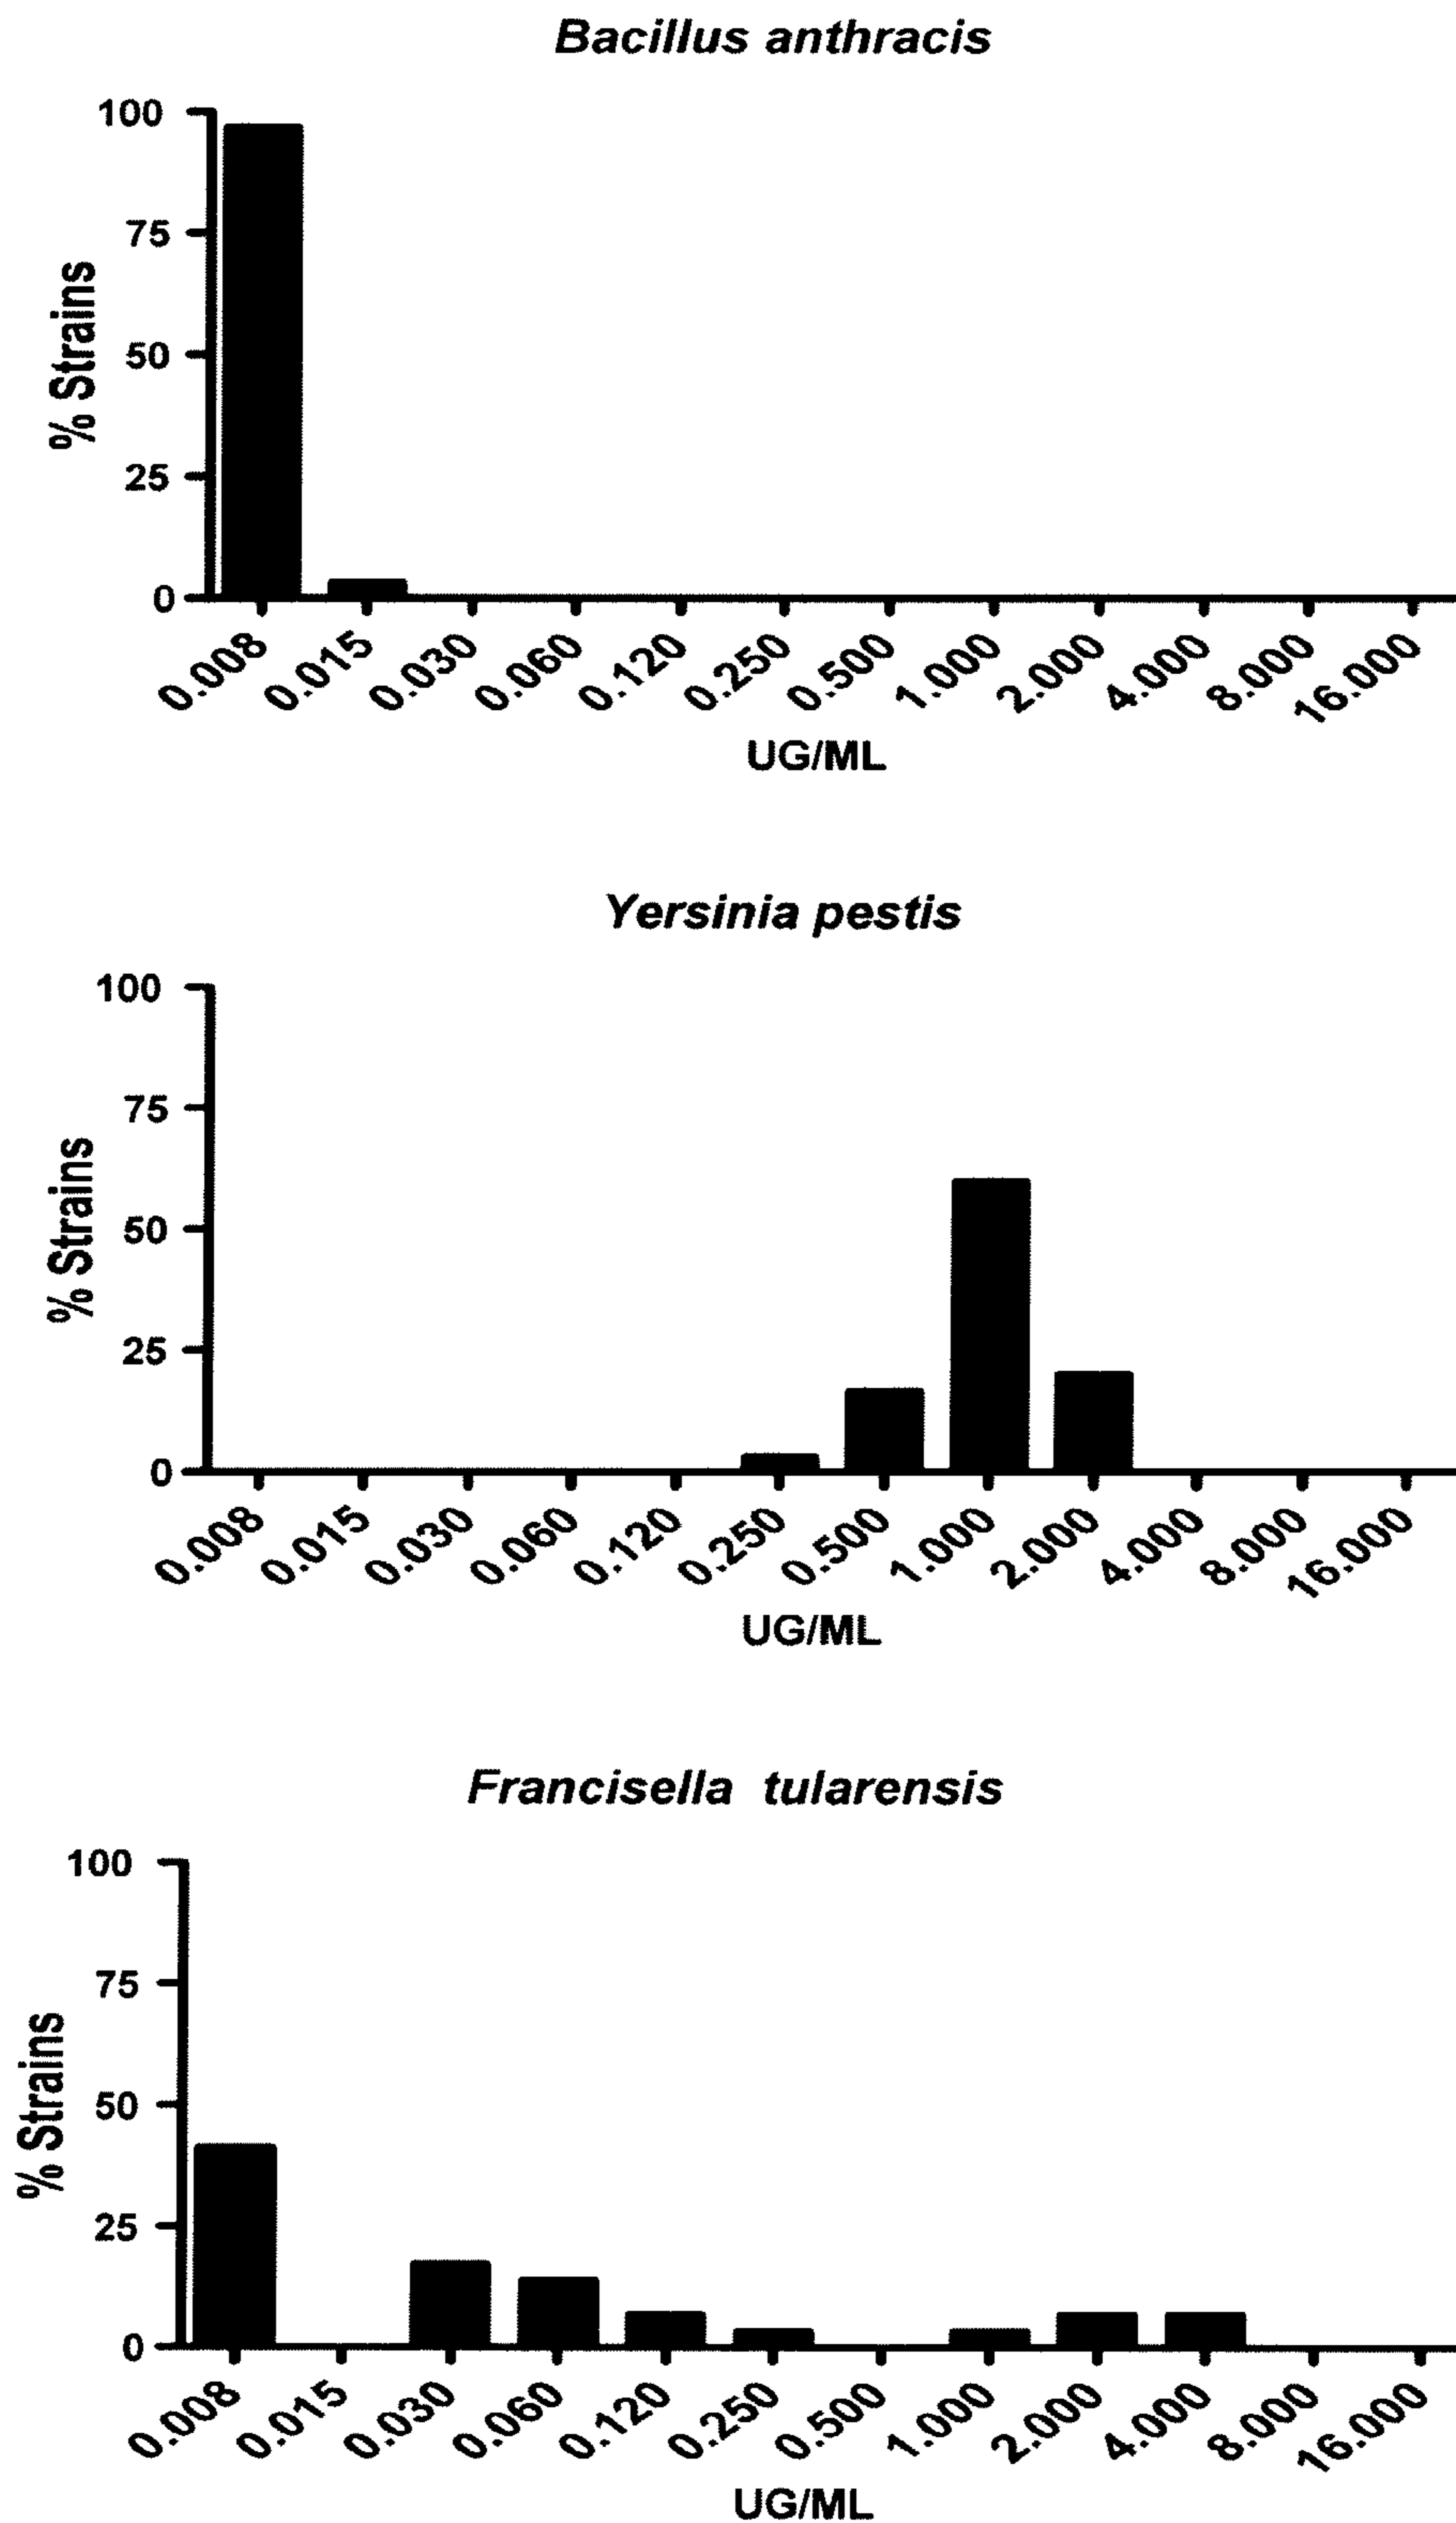 Bacillus anthracis
100
75
50
25
0
% Strains
0.008 0.015 0.030 0.060 0.120 0.250 0.500 1.000 2.000 4.000 8.000 16.000
UG/ML
Yersinia pestis
100
75
50
25
0
% Strains
0.008 0.015 0.030 0.060 0.120 0.250 0.500 1.000 2.000 4.000 8.000 16.000
UG/ML
Francisella tularensis
100
75
50
25
0
% Strains
0.008 0.015 0.030 0.060 0.120 0.250 0.500 1.000 2.000 4.000 8.000 16.000
UG/ML